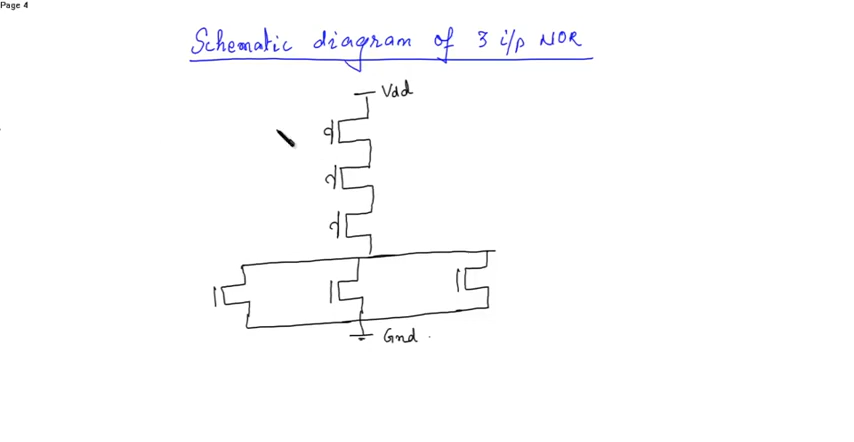 Page 4
Schematic diagram of 3 i/p NOR
Vdd
Gnd .